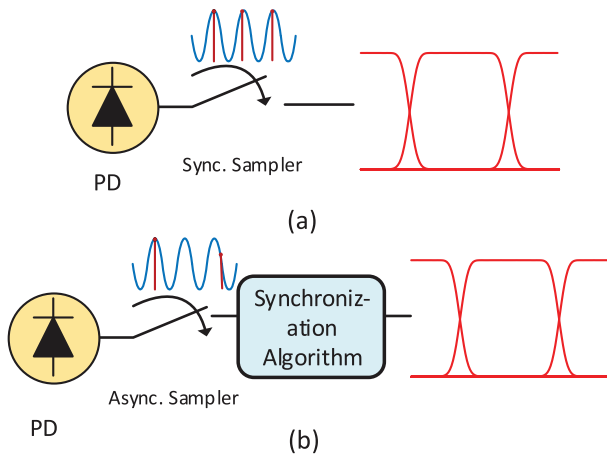 Sync. Sampler
PD
(a)
Synchroniz-
ation
Algorithm
Async. Sampler
PD
(b)